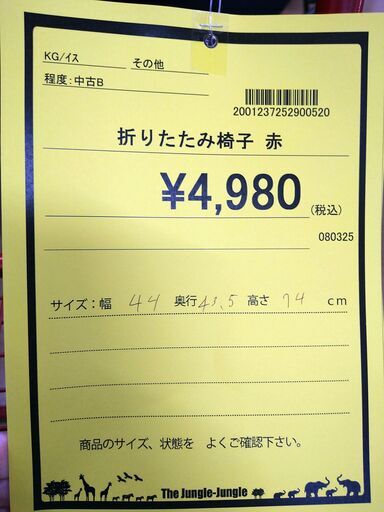 KG/イス その他
程度:中古B
2001237252900520
折りたたみ椅子 赤
¥4,980(税込)
080325
サイズ:幅 44 奥行43.5 高さ 74 cm
商品のサイズ、状態を よくご確認下さい。
The Jungle-Jungle